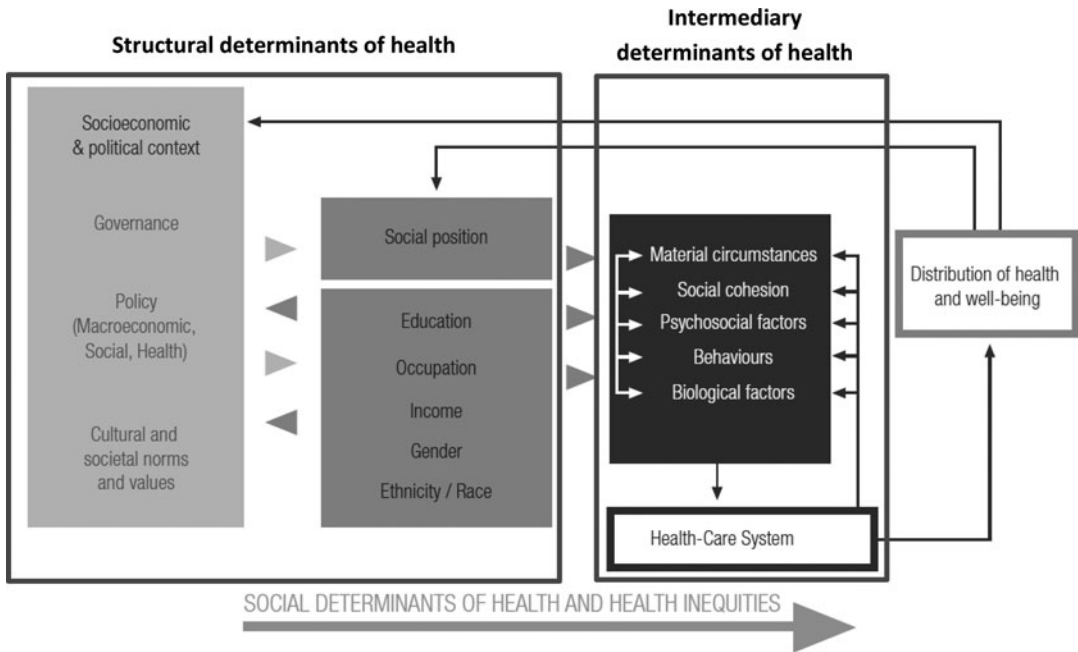 Structural determinants of health
Intermediary
determinants of health
Socioeconomic
& political context
Governance
Policy
(Macroeconomic,
Social, Health)
Cultural and
societal norms
and values
Social position
Education
Occupation
Income
Gender
Ethnicity / Race
Material circumstances
Social cohesion
Psychosocial factors
Behaviours
Biological factors
Health-Care System
Distribution of health
and well-being
SOCIAL DETERMINANTS OF HEALTH AND HEALTH INEQUITIES